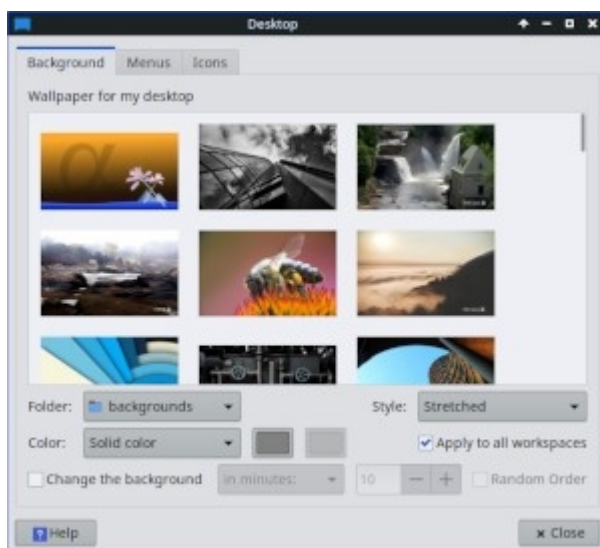 Desktop
Background Menus Icons
Wallpaper for my desktop
α
Folder: backgrounds Style: Stretched
Color: Solid color Apply to all workspaces
Change the background in minutes: 10 Random Order
? Help × Close